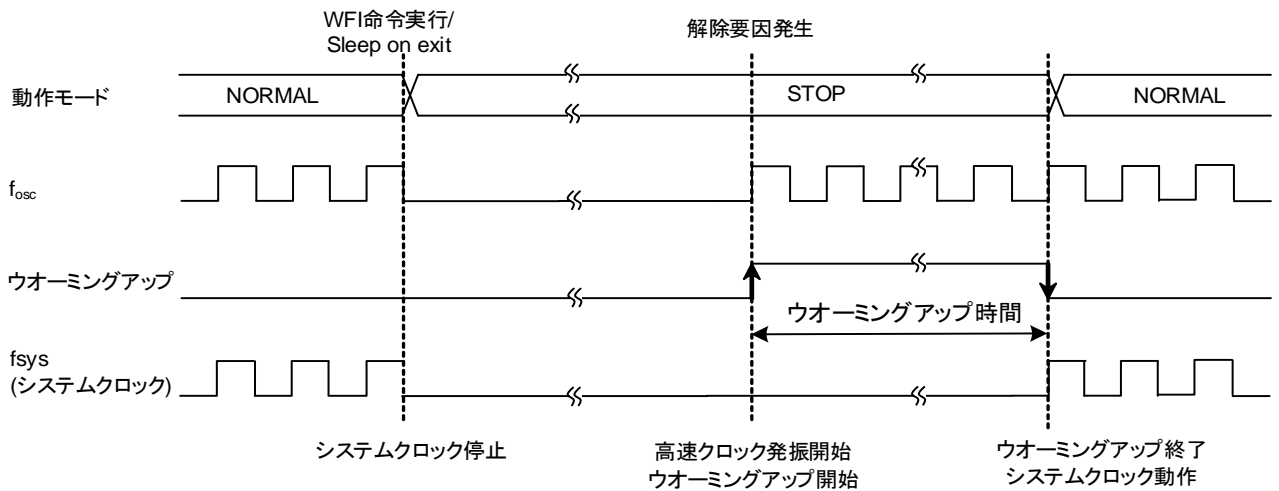 WFI命令実行/
Sleep on exit
解除要因発生
動作モード
NORMAL
STOP
NORMAL
fosc
ウオーミングアップ
ウオーミングアップ時間
fsys
(システムクロック)
システムクロック停止
高速クロック発振開始
ウオーミングアップ開始
ウオーミングアップ終了
システムクロック動作